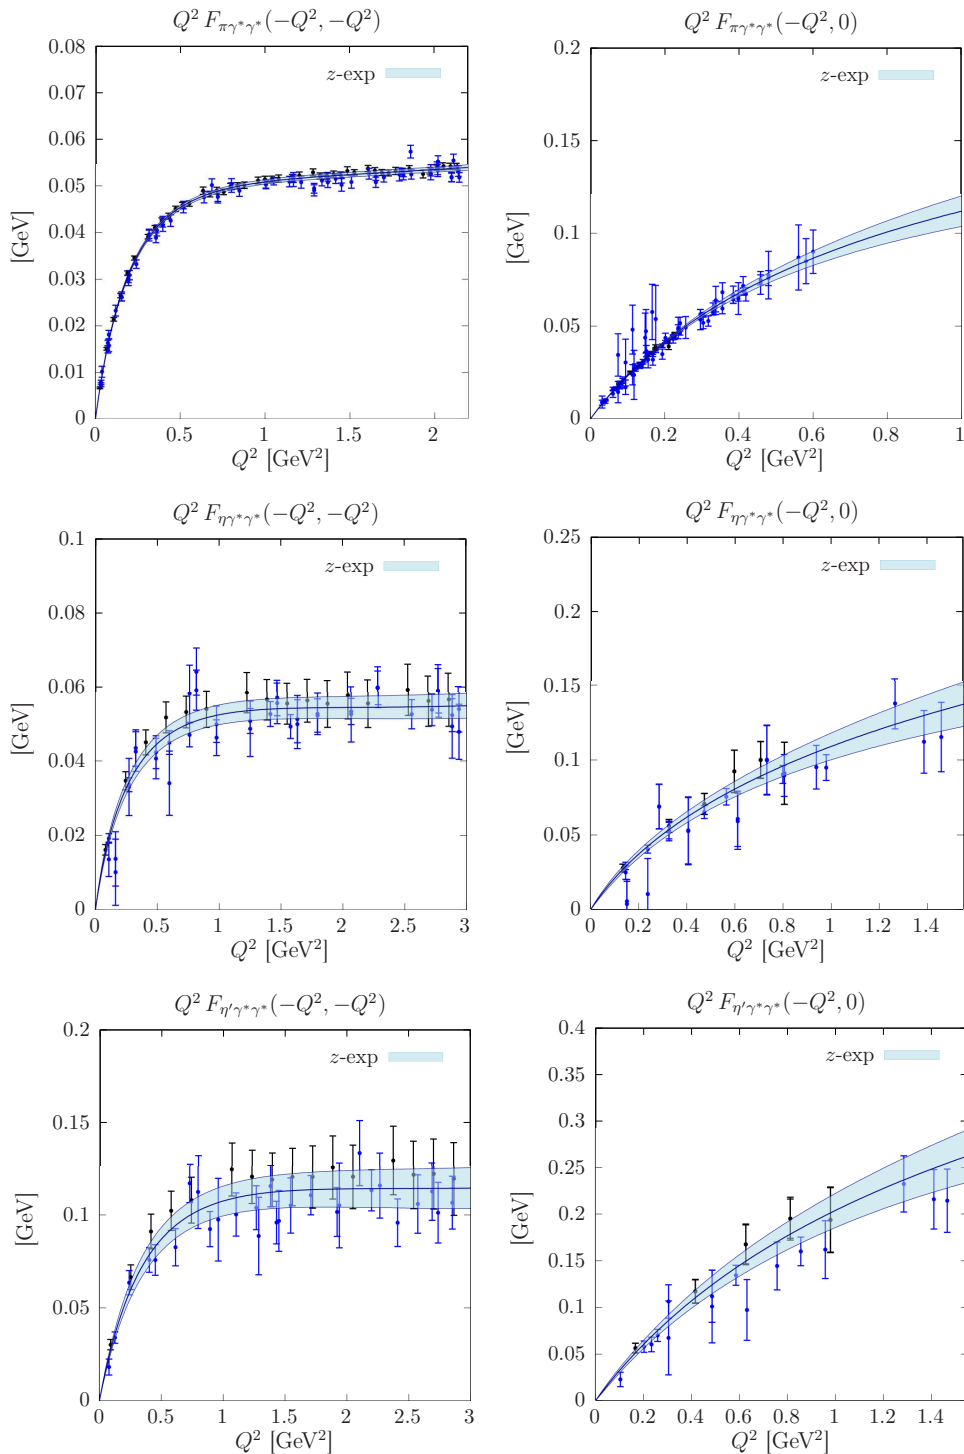 Q² F_{πγ*γ*}(−Q², −Q²)
z-exp
[GeV]
0.08
0.07
0.06
0.05
0.04
0.03
0.02
0.01
0
0 0.5 1 1.5 2
Q² [GeV²]
Q² F_{πγ*γ*}(−Q², 0)
z-exp
[GeV]
0.2
0.15
0.1
0.05
0
0 0.2 0.4 0.6 0.8 1
Q² [GeV²]
Q² F_{ηγ*γ*}(−Q², −Q²)
z-exp
[GeV]
0.1
0.08
0.06
0.04
0.02
0
0 0.5 1 1.5 2 2.5 3
Q² [GeV²]
Q² F_{ηγ*γ*}(−Q², 0)
z-exp
[GeV]
0.25
0.2
0.15
0.1
0.05
0
0 0.2 0.4 0.6 0.8 1 1.2 1.4
Q² [GeV²]
Q² F_{η′γ*γ*}(−Q², −Q²)
z-exp
[GeV]
0.2
0.15
0.1
0.05
0
0 0.5 1 1.5 2 2.5 3
Q² [GeV²]
Q² F_{η′γ*γ*}(−Q², 0)
z-exp
[GeV]
0.4
0.35
0.3
0.25
0.2
0.15
0.1
0.05
0
0 0.2 0.4 0.6 0.8 1 1.2 1.4
Q² [GeV²]